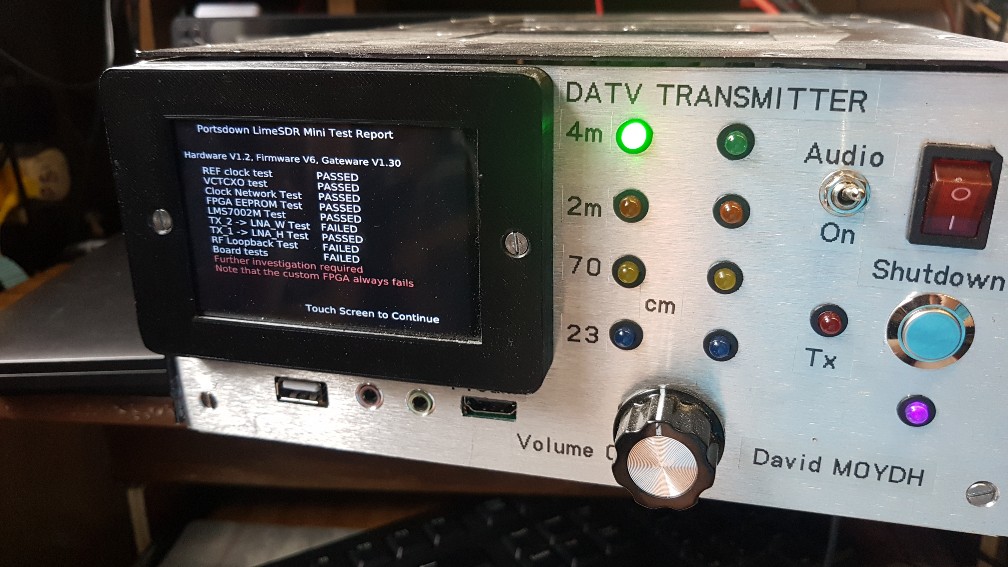 Portsdown LimeSDR Mini Test Report
Hardware V1.2, Firmware V6, Gateware V1.30
REF clock test PASSED
VCTCXO test PASSED
Clock Network Test PASSED
FPGA EEPROM Test PASSED
LMS7002M Test PASSED
TX_2 -> LNA_W Test FAILED
TX_1 -> LNA_H Test PASSED
RF Loopback Test FAILED
Board tests FAILED
Further investigation required
Note that the custom FPGA always fails
Touch Screen to Continue
DATV TRANSMITTER
4m
2m
70
cm
23
Audio
On
O
I
Shutdown
Tx
Volume
David M0YDH